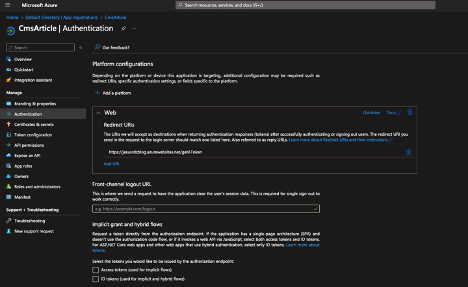 Microsoft Azure
Search resources, services, and docs (G+/)
Home > Default Directory | App registrations > CmsArticle
CmsArticle | Authentication
Search
Got feedback?
Overview
Quickstart
Integration assistant
Manage
Branding & properties
Authentication
Certificates & secrets
Token configuration
API permissions
Expose an API
App roles
Owners
Roles and administrators
Manifest
Support + Troubleshooting
Troubleshooting
New support request
Platform configurations
Depending on the platform or device this application is targeting, additional configuration may be required such as
redirect URIs, specific authentication settings, or fields specific to the platform.
+ Add a platform
Web
Quickstart
Docs
Redirect URIs
The URIs we will accept as destinations when returning authentication responses (tokens) after successfully authenticating or signing out users. The redirect URI you
send in the request to the login server should match one listed here. Also referred to as reply URLs. Learn more about Redirect URIs and their restrictions
Add URI
Front-channel logout URL
This is where we send a request to have the application clear the user's session data. This is required for single sign-out to
work correctly.
e.g. https://example.com/logout
Implicit grant and hybrid flows
Request a token directly from the authorization endpoint. If the application has a single-page architecture (SPA) and
doesn't use the authorization code flow, or if it invokes a web API via JavaScript, select both access tokens and ID tokens.
For ASP.NET Core web apps and other web apps that use hybrid authentication, select only ID tokens. Learn more about
tokens.
Select the tokens you would like to be issued by the authorization endpoint:
Access tokens (used for implicit flows)
ID tokens (used for implicit and hybrid flows)